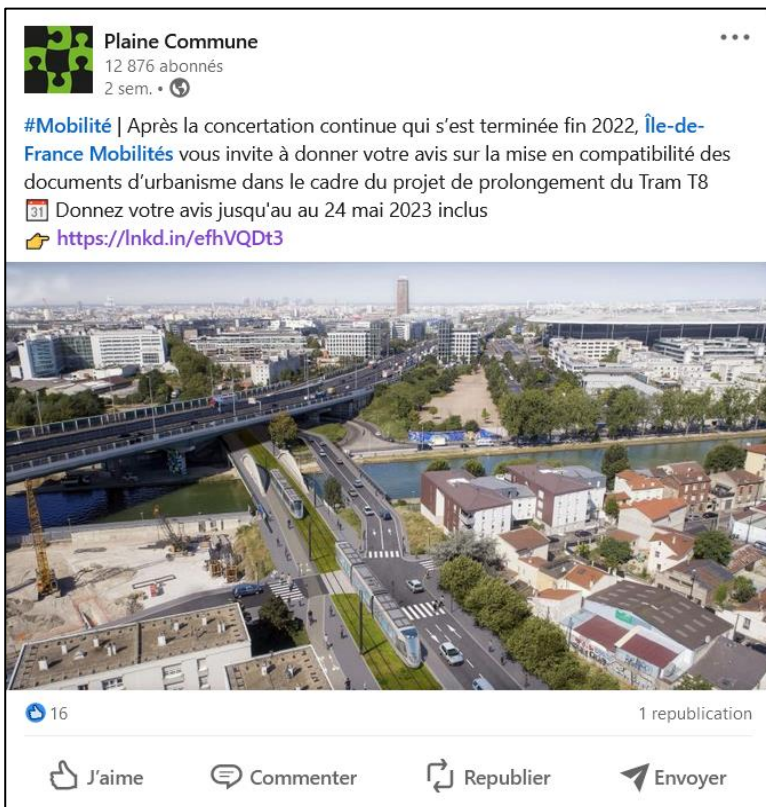 Plaine Commune
12 876 abonnés
2 sem. •
#Mobilité | Après la concertation continue qui s'est terminée fin 2022, Île-de-
France Mobilités vous invite à donner votre avis sur la mise en compatibilité des
documents d'urbanisme dans le cadre du projet de prolongement du Tram T8
31 Donnez votre avis jusqu'au au 24 mai 2023 inclus
https://lnkd.in/efhVQDt3
16
1 republication
J'aime
Commenter
Republier
Envoyer